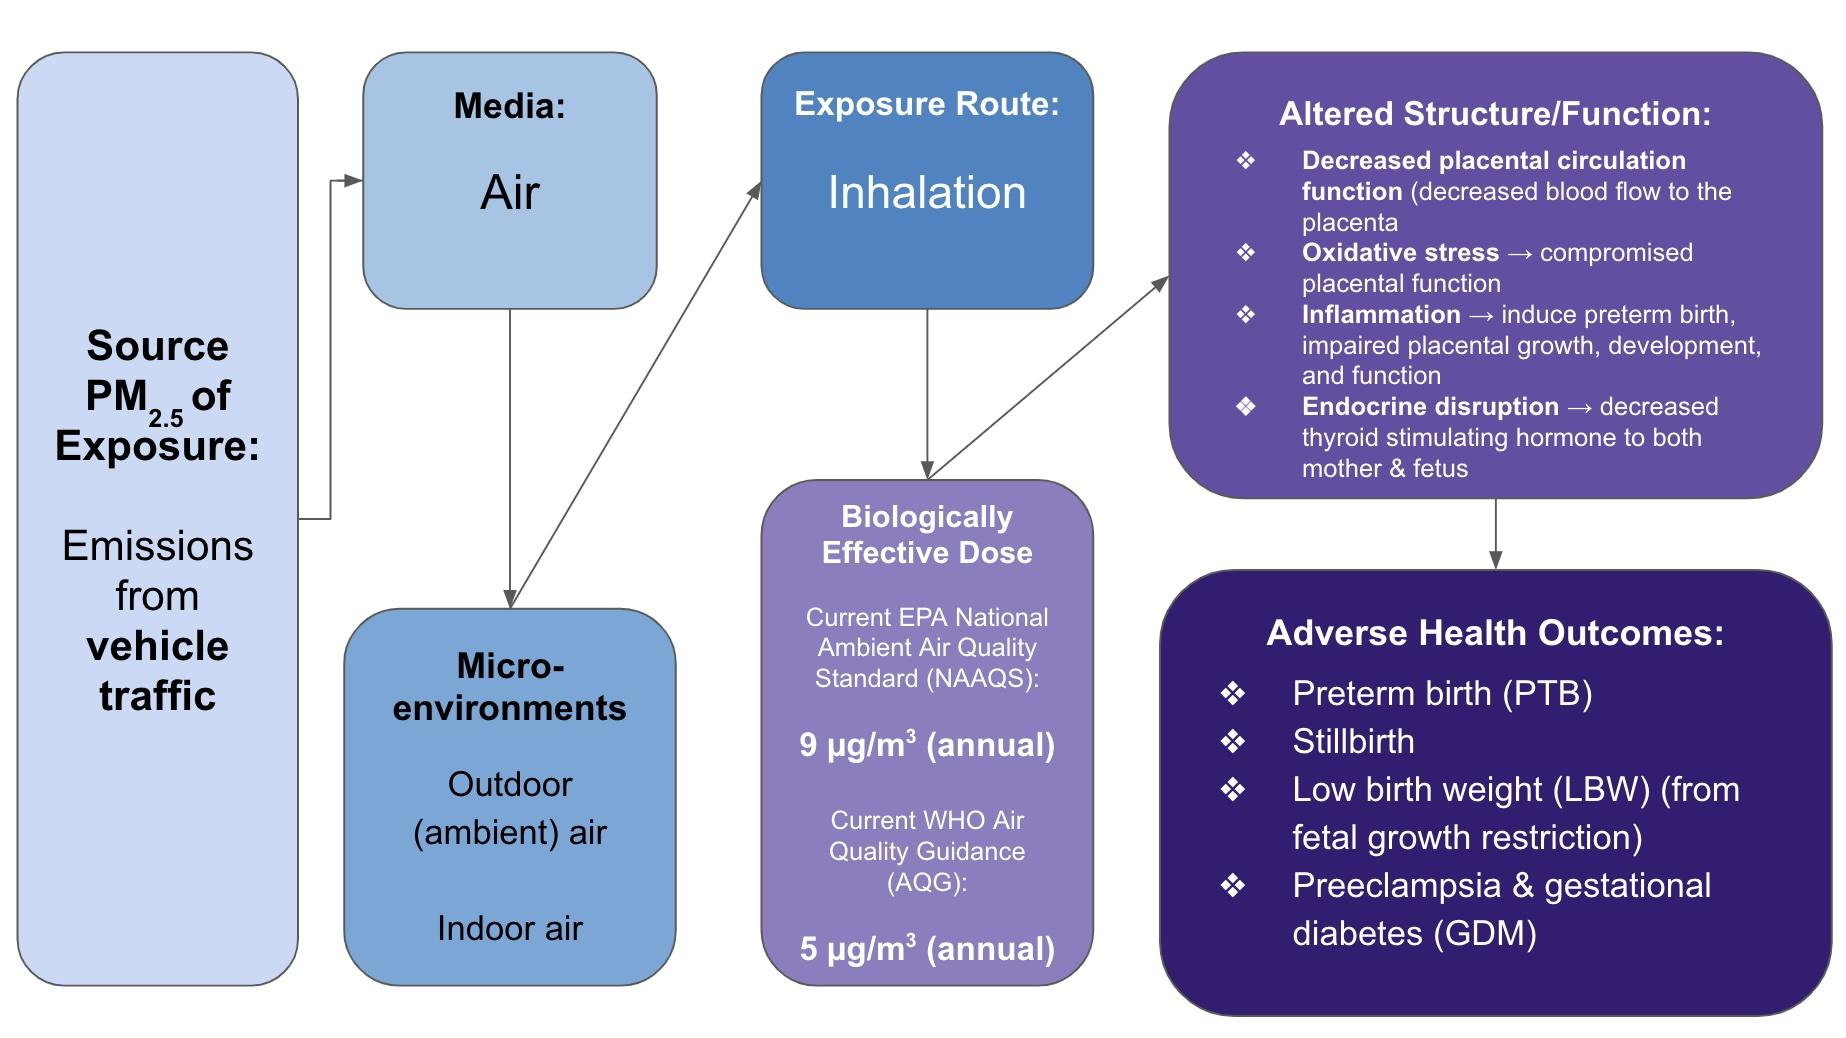 Source
PM2.5 of
Exposure:
Emissions
from
vehicle
traffic
Media:
Air
Micro-
environments
Outdoor
(ambient) air
Indoor air
Exposure Route:
Inhalation
Biologically
Effective Dose
Current EPA National
Ambient Air Quality
Standard (NAAQS):
9 µg/m³ (annual)
Current WHO Air
Quality Guidance
(AQG):
5 µg/m³ (annual)
Altered Structure/Function:
❖ Decreased placental circulation
function (decreased blood flow to the
placenta
❖ Oxidative stress → compromised
placental function
❖ Inflammation → induce preterm birth,
impaired placental growth, development,
and function
❖ Endocrine disruption → decreased
thyroid stimulating hormone to both
mother & fetus
Adverse Health Outcomes:
❖ Preterm birth (PTB)
❖ Stillbirth
❖ Low birth weight (LBW) (from
fetal growth restriction)
❖ Preeclampsia & gestational
diabetes (GDM)